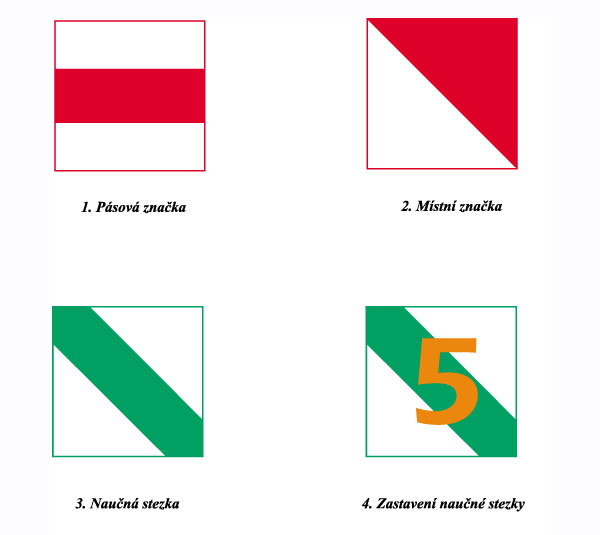 1. Pásová značka
2. Místní značka
5
3. Naučná stezka
4. Zastavení naučné stezky